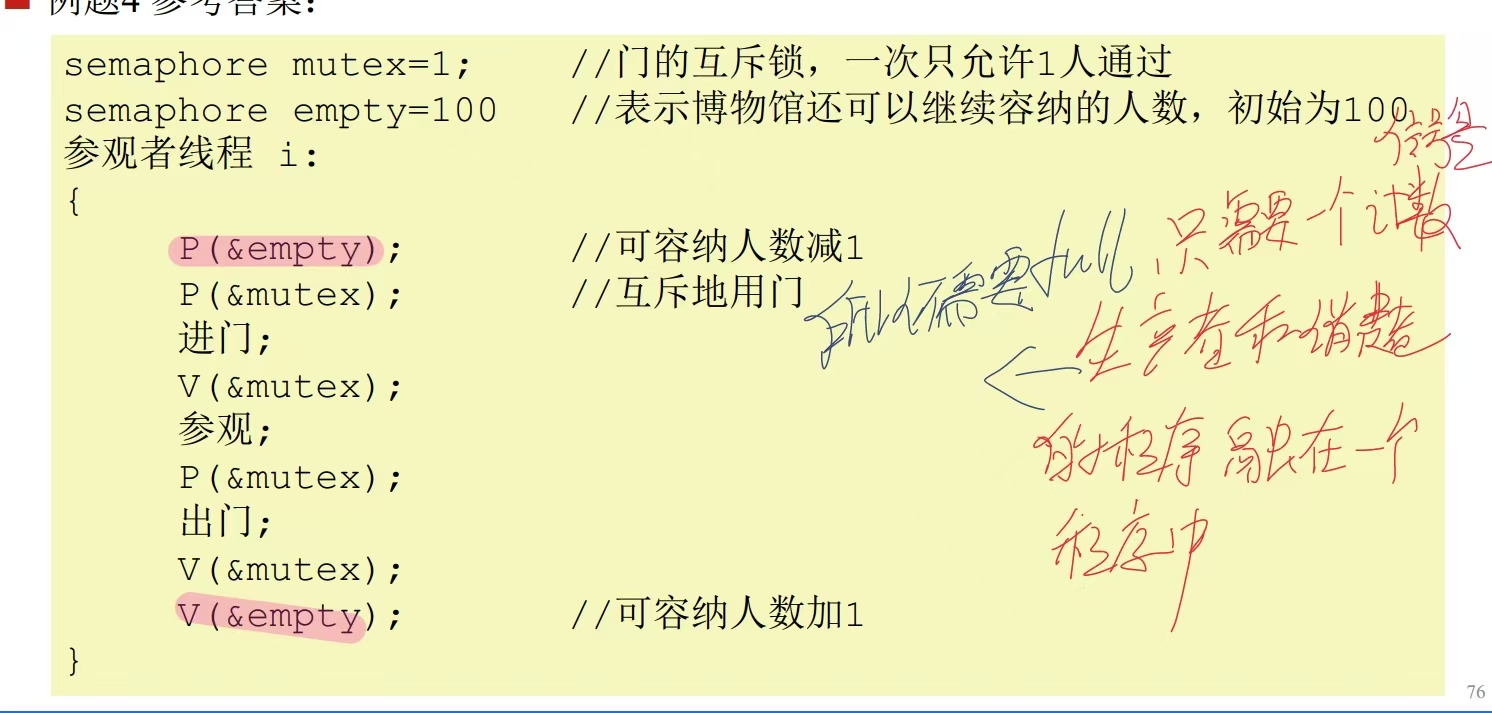 例题4 参考答案:
semaphore mutex=1; //门的互斥锁，一次只允许1人通过
semaphore empty=100 //表示博物馆还可以继续容纳的人数，初始为100
参观者线程 i:
{
P(&empty); //可容纳人数减1
P(&mutex); //互斥地用门
进门;
V(&mutex);
参观;
P(&mutex);
出门;
V(&mutex);
V(&empty); //可容纳人数加1
}
只需要一个计数
信号量
生产者和消费者
的程序融在一个
程序中
所以不需要full
76